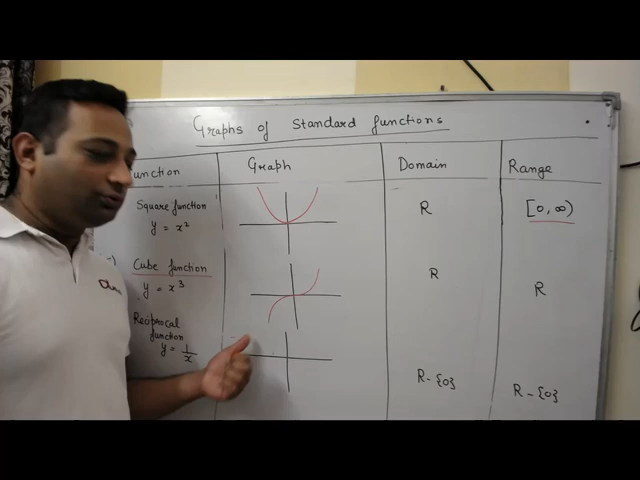 Graphs of Standard functions
unction Graph Domain Range
Square function
y = x² R [0, ∞)
Cube function
y = x³ R R
Reciprocal
function
y = 1/x R - {0} R - {0}